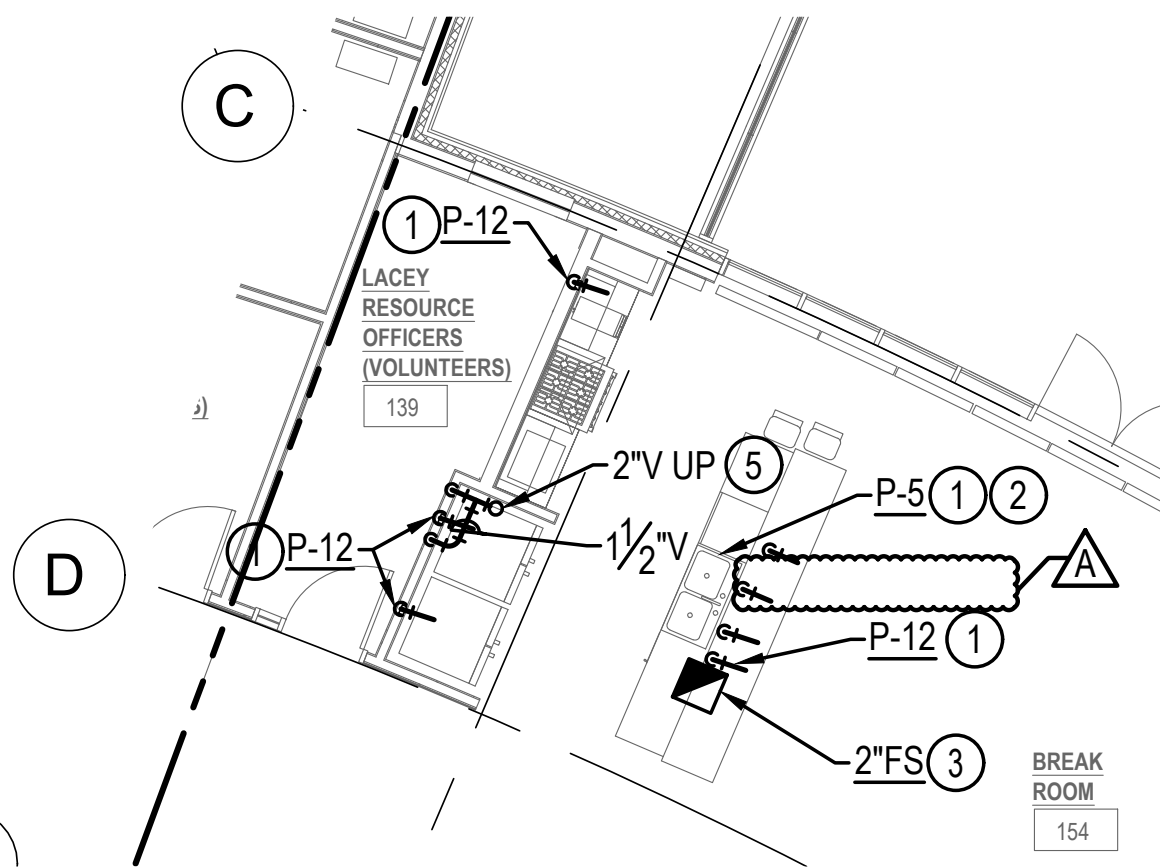 C
1 P-12
LACEY
RESOURCE
OFFICERS
(VOLUNTEERS)
139
2"V UP 5
P-5 1 2
1 P-12
1½"V
A
D
P-12 1
2"FS 3
BREAK
ROOM
154